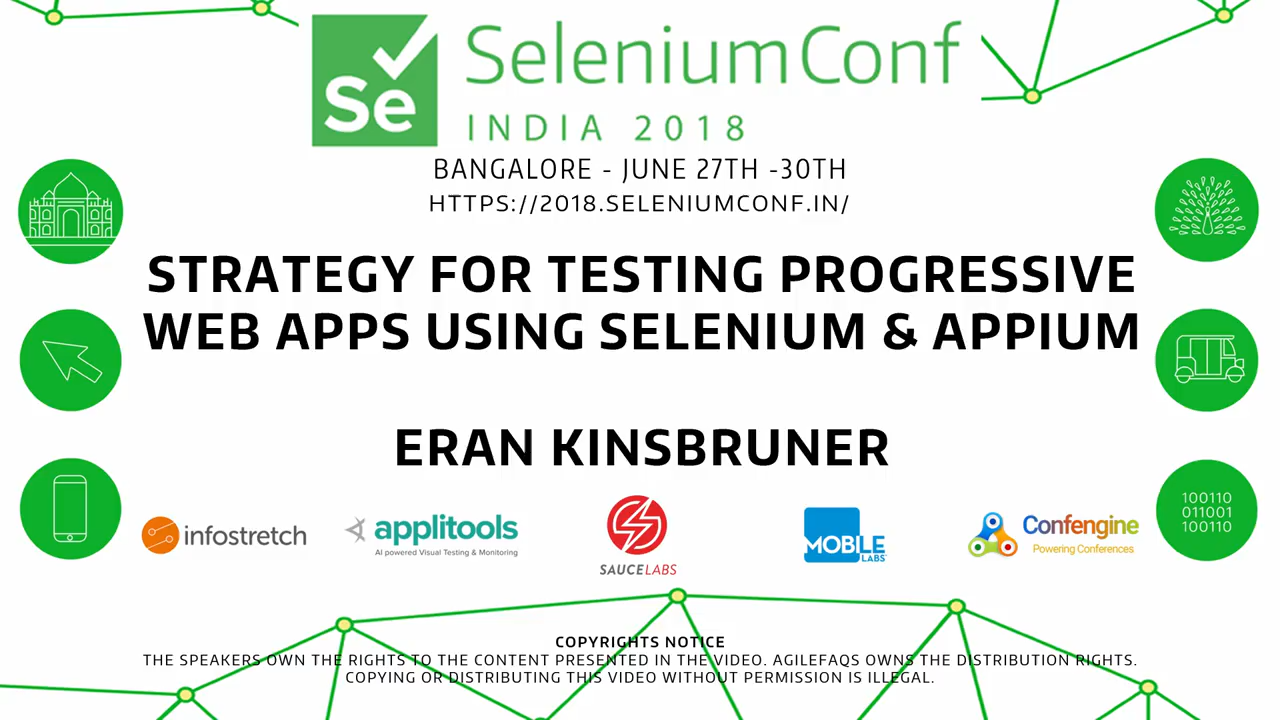 Se
SeleniumConf
INDIA 2018
BANGALORE - JUNE 27TH -30TH
HTTPS://2018.SELENIUMCONF.IN/
STRATEGY FOR TESTING PROGRESSIVE
WEB APPS USING SELENIUM & APPIUM
ERAN KINSBRUNER
infostretch
applitools
AI powered Visual Testing & Monitoring
SAUCELABS
MOBILE
LABS
Confengine
Powering Conferences
100110
011001
100110
COPYRIGHTS NOTICE
THE SPEAKERS OWN THE RIGHTS TO THE CONTENT PRESENTED IN THE VIDEO. AGILEFAQS OWNS THE DISTRIBUTION RIGHTS.
COPYING OR DISTRIBUTING THIS VIDEO WITHOUT PERMISSION IS ILLEGAL.